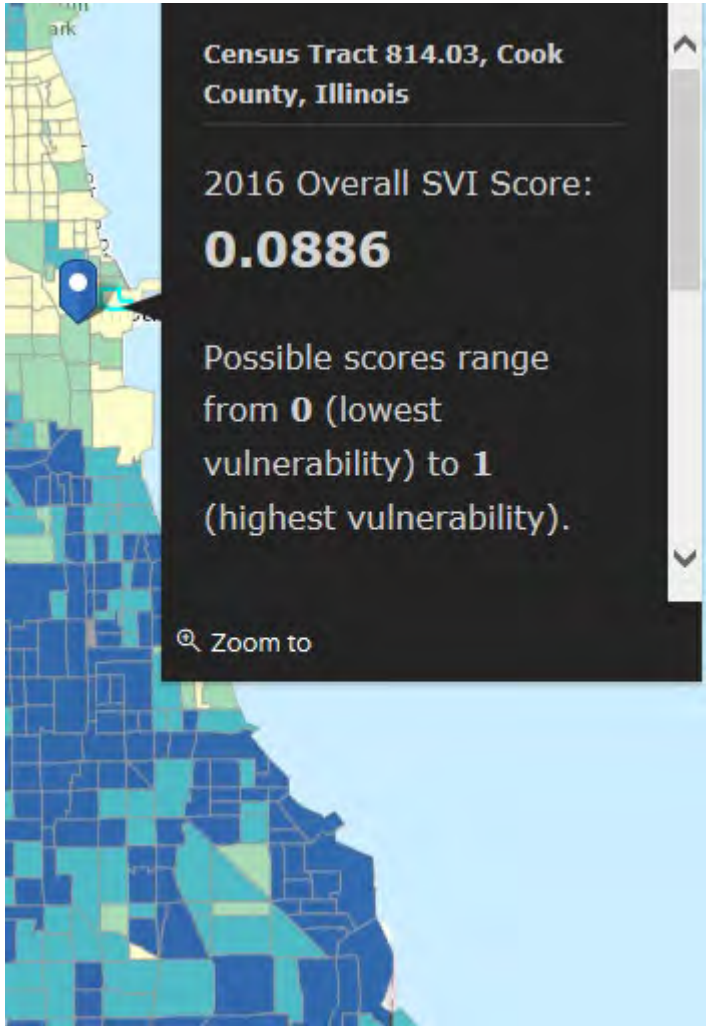 ark
Census Tract 814.03, Cook
County, Illinois
2016 Overall SVI Score:
0.0886
Possible scores range
from 0 (lowest
vulnerability) to 1
(highest vulnerability).
Zoom to